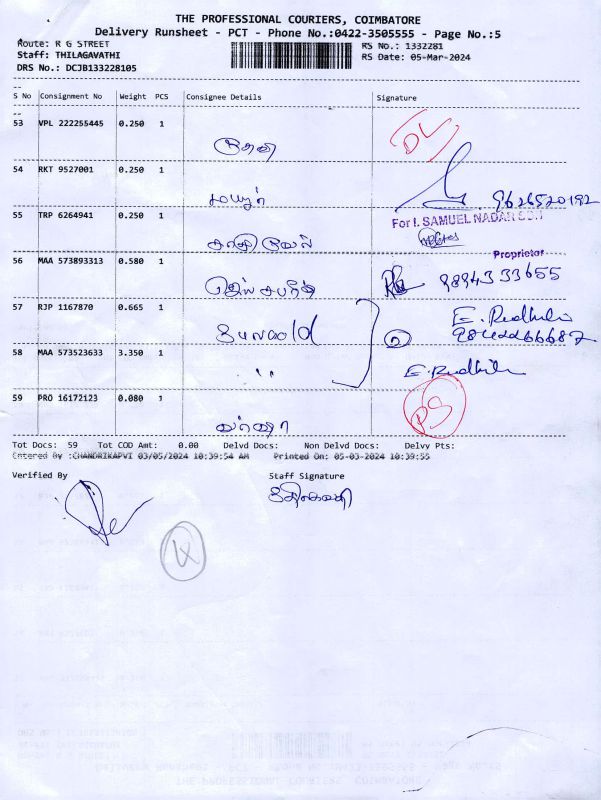 THE PROFESSIONAL COURIERS, COIMBATORE
Delivery Runsheet - PCT - Phone No.:0422-3505555 - Page No.:5
Route: R G STREET
RS No.: 1332281
Staff: THILAGAVATHI
RS Date: 05-Mar-2024
DRS No.: DCJB133228105
S No Consignment No Weight PCS Consignee Details Signature
53 VPL 222255445 0.250 1
DL
54 RKT 9527001 0.250 1
9626520192
55 TRP 6264941 0.250 1
For I. SAMUEL NADAR SON
Proprietor
56 MAA 573893313 0.580 1
9894333655
57 RJP 1167870 0.665 1
E. Rudhilu
9842266687
58 MAA 573523633 3.350 1 ,,
59 PRO 16172123 0.080 1
Tot Docs: 59 Tot COD Amt: 0.00 Delvd Docs: Non Delvd Docs: Delvy Pts:
Entered By :CHANDRIKAPVI 03/05/2024 10:39:54 AM Printed On: 05-03-2024 10:39:55
Verified By Staff Signature
திலகவதி